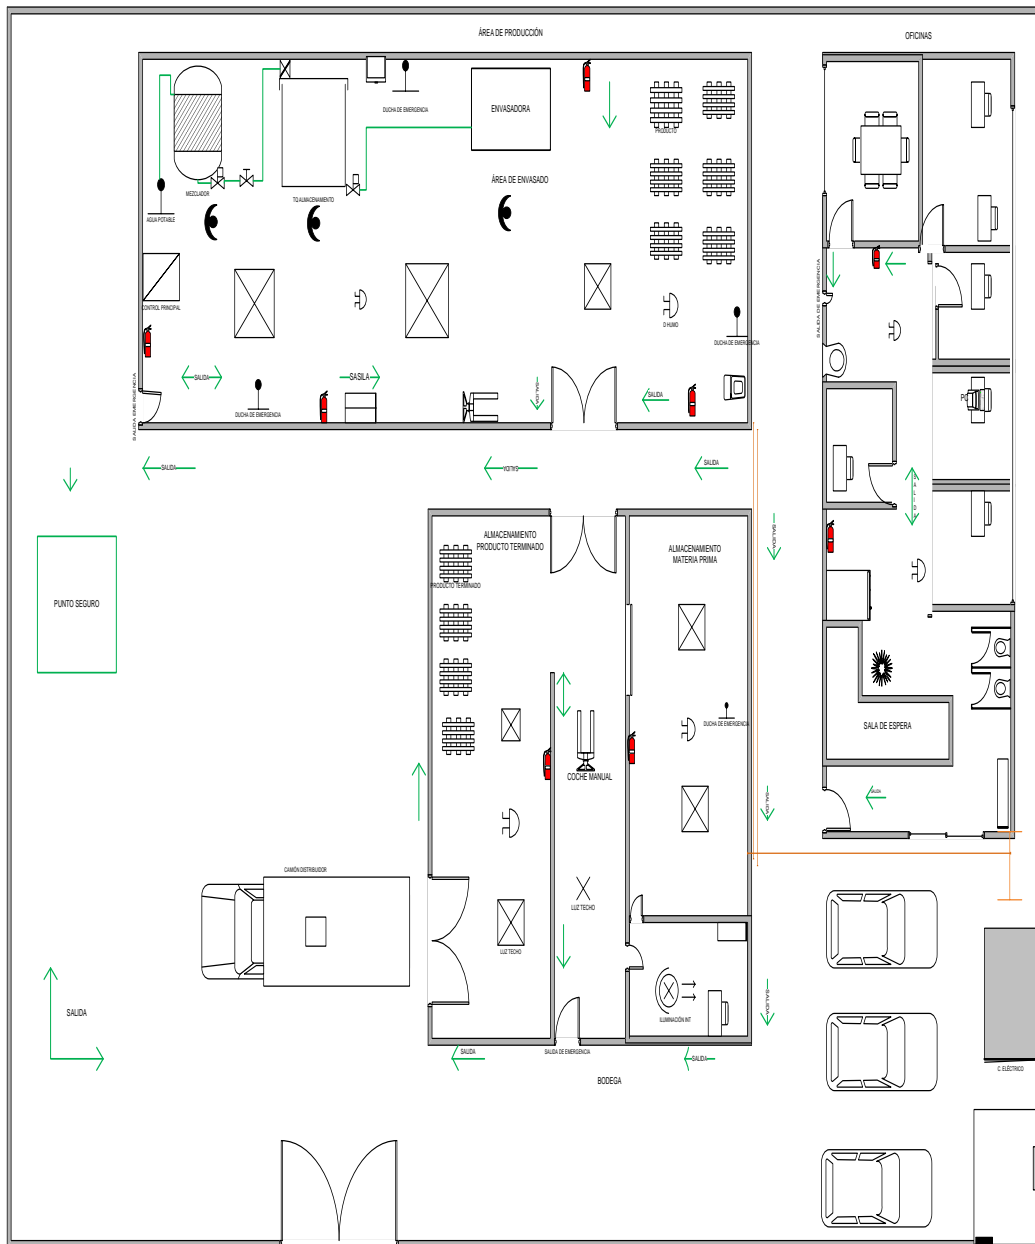 ÁREA DE PRODUCCIÓN
OFICINAS
DUCHA DE EMERGENCIA
ENVASADORA
PRODUCTO
ÁREA DE ENVASADO
MEZCLADOR
TQ ALMACENAMIENTO
AGUA POTABLE
CONTROL PRINCIPAL
D HUMO
DUCHA DE EMERGENCIA
SALIDA DE EMERGENCIA
SALIDA
SASILA
SALIDA
SALIDA
DUCHA DE EMERGENCIA
SALIDA EMERGENCIA
SALIDA
SALIDA
SALIDA
SALIDA
ALMACENAMIENTO
PRODUCTO TERMINADO
ALMACENAMIENTO
MATERIA PRIMA
SALIDA
PRODUCTO TERMINADO
PUNTO SEGURO
DUCHA DE EMERGENCIA
SALA DE ESPERA
COCHE MANUAL
SALIDA
SALIDA
CAMIÓN DISTRIBUIDOR
LUZ TECHO
LUZ TECHO
SALIDA
ILUMINACIÓN INT
SALIDA
SALIDA
SALIDA DE EMERGENCIA
SALIDA
C. ELÉCTRICO
BODEGA